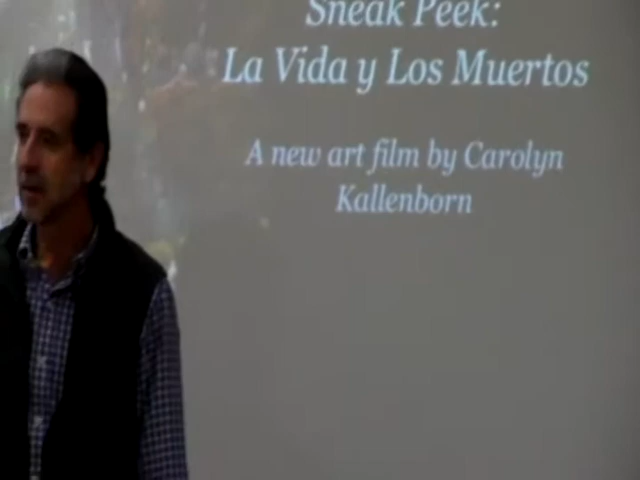 Sneak Peek:
La Vida y Los Muertos
A new art film by Carolyn
Kallenborn